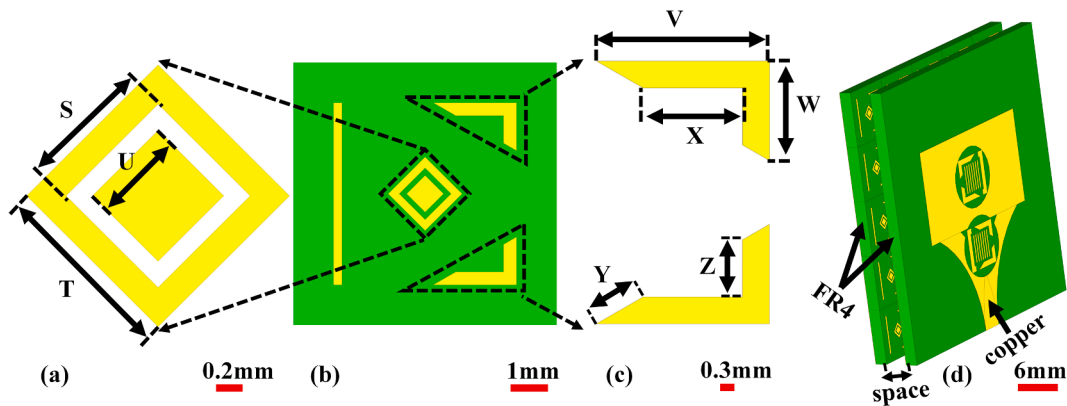 S
U
T
(a)
0.2mm
(b)
1mm
V
W
X
Y
Z
(c)
0.3mm
FR4
copper
space
(d)
6mm